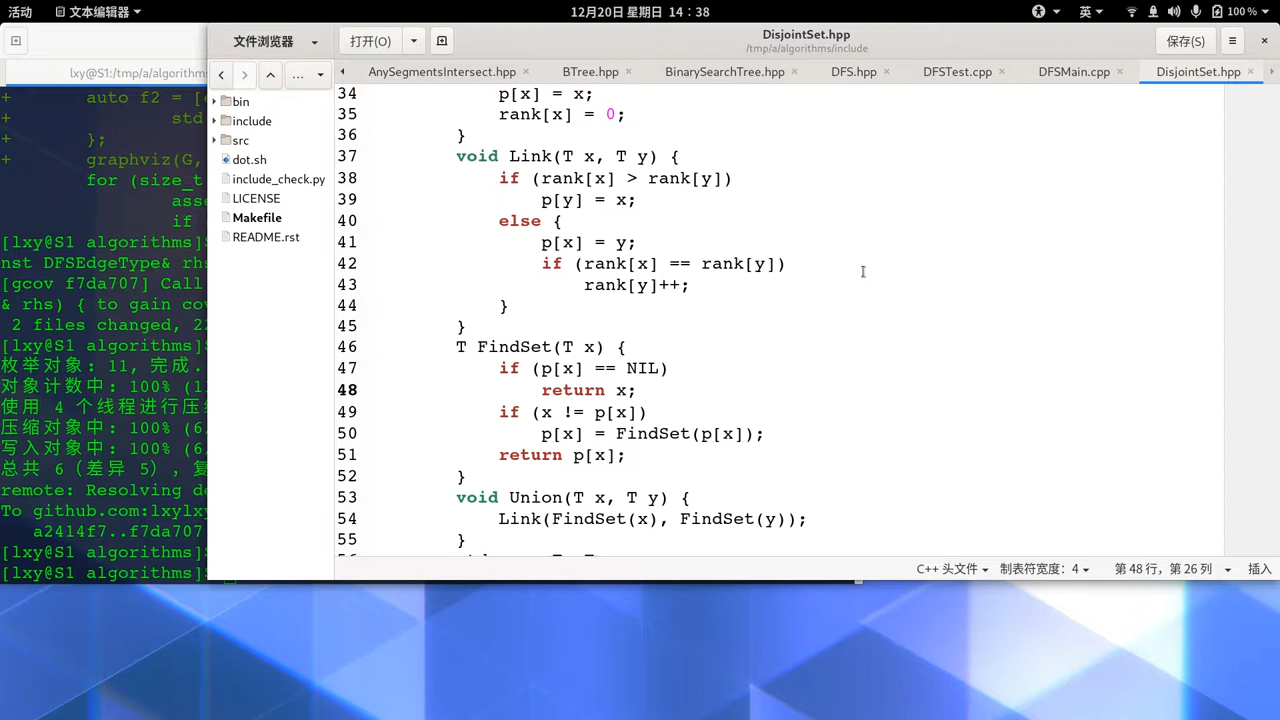 活动 文本编辑器 12月20日 星期日 14：38 英 100 %
文件浏览器 打开(O) DisjointSet.hpp 保存(S)
/tmp/a/algorithms/include
lxy@S1:/tmp/a/algorithms
... AnySegmentsIntersect.hpp BTree.hpp BinarySearchTree.hpp DFS.hpp DFSTest.cpp DFSMain.cpp DisjointSet.hpp
+ auto f2 = [
+ std
+ };
+ graphviz(G,
for (size_t
asse
if
[lxy@S1 algorithms]
nst DFSEdgeType& rhs
[gcov f7da707] Call
& rhs) { to gain cov
2 files changed, 22
[lxy@S1 algorithms]
枚举对象: 11, 完成.
对象计数中: 100% (11
使用 4 个线程进行压缩
压缩对象中: 100% (6/
写入对象中: 100% (6/
总共 6（差异 5），复
remote: Resolving de
To github.com:lxylxy
a2414f7..f7da707
[lxy@S1 algorithms]
[lxy@S1 algorithms]
bin
include
src
dot.sh
include_check.py
LICENSE
Makefile
README.rst
34 p[x] = x;
35 rank[x] = 0;
36 }
37 void Link(T x, T y) {
38 if (rank[x] > rank[y])
39 p[y] = x;
40 else {
41 p[x] = y;
42 if (rank[x] == rank[y])
43 rank[y]++;
44 }
45 }
46 T FindSet(T x) {
47 if (p[x] == NIL)
48 return x;
49 if (x != p[x])
50 p[x] = FindSet(p[x]);
51 return p[x];
52 }
53 void Union(T x, T y) {
54 Link(FindSet(x), FindSet(y));
55 }
C++ 头文件 制表符宽度：4 第 48 行，第 26 列 插入